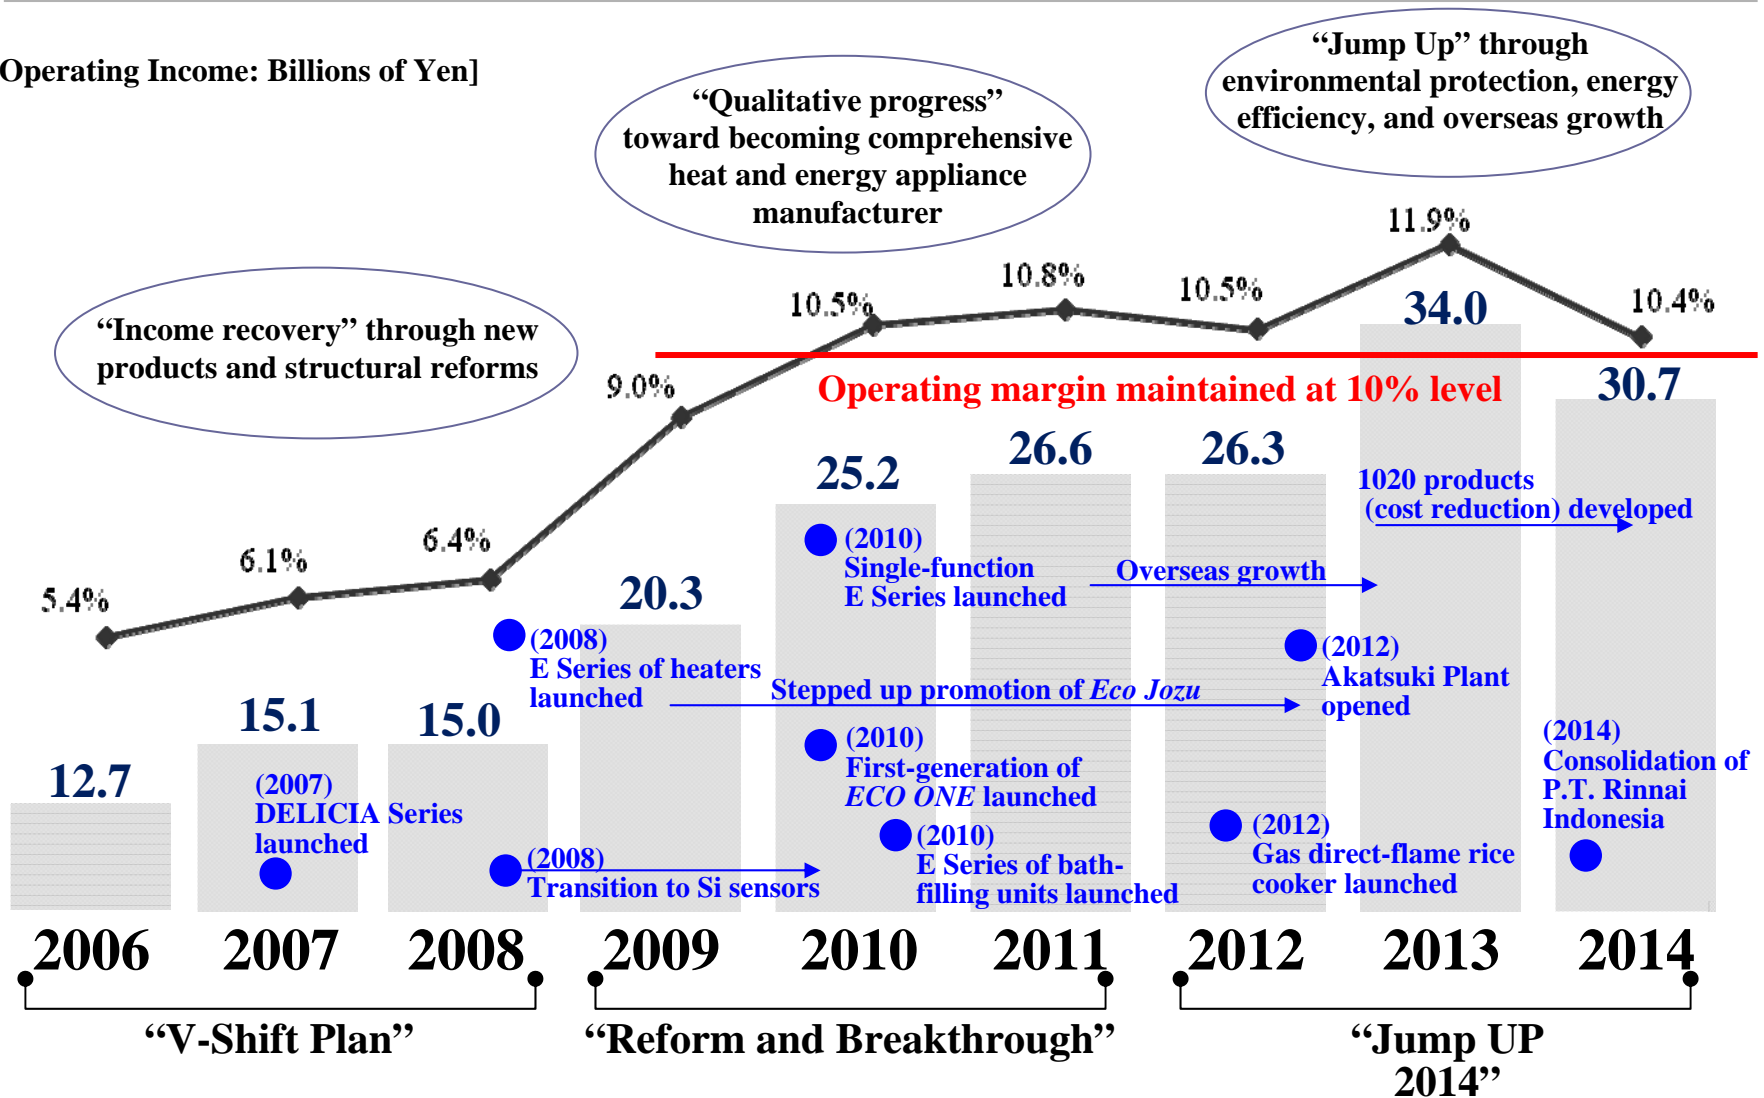 Operating Income: Billions of Yen]
“Jump Up” through
environmental protection, energy
efficiency, and overseas growth
“Qualitative progress”
toward becoming comprehensive
heat and energy appliance
manufacturer
“Income recovery” through new
products and structural reforms
5.4%
6.1%
6.4%
9.0%
10.5%
10.8%
10.5%
11.9%
10.4%
Operating margin maintained at 10% level
12.7
15.1
15.0
20.3
25.2
26.6
26.3
34.0
30.7
(2007)
DELICIA Series
launched
(2008)
E Series of heaters
launched
(2008)
Transition to Si sensors
(2010)
Single-function
E Series launched
Overseas growth
Stepped up promotion of Eco Jozu
(2010)
First-generation of
ECO ONE launched
(2010)
E Series of bath-
filling units launched
1020 products
(cost reduction) developed
(2012)
Akatsuki Plant
opened
(2012)
Gas direct-flame rice
cooker launched
(2014)
Consolidation of
P.T. Rinnai
Indonesia
2006
2007
2008
2009
2010
2011
2012
2013
2014
“V-Shift Plan”
“Reform and Breakthrough”
“Jump UP
2014”